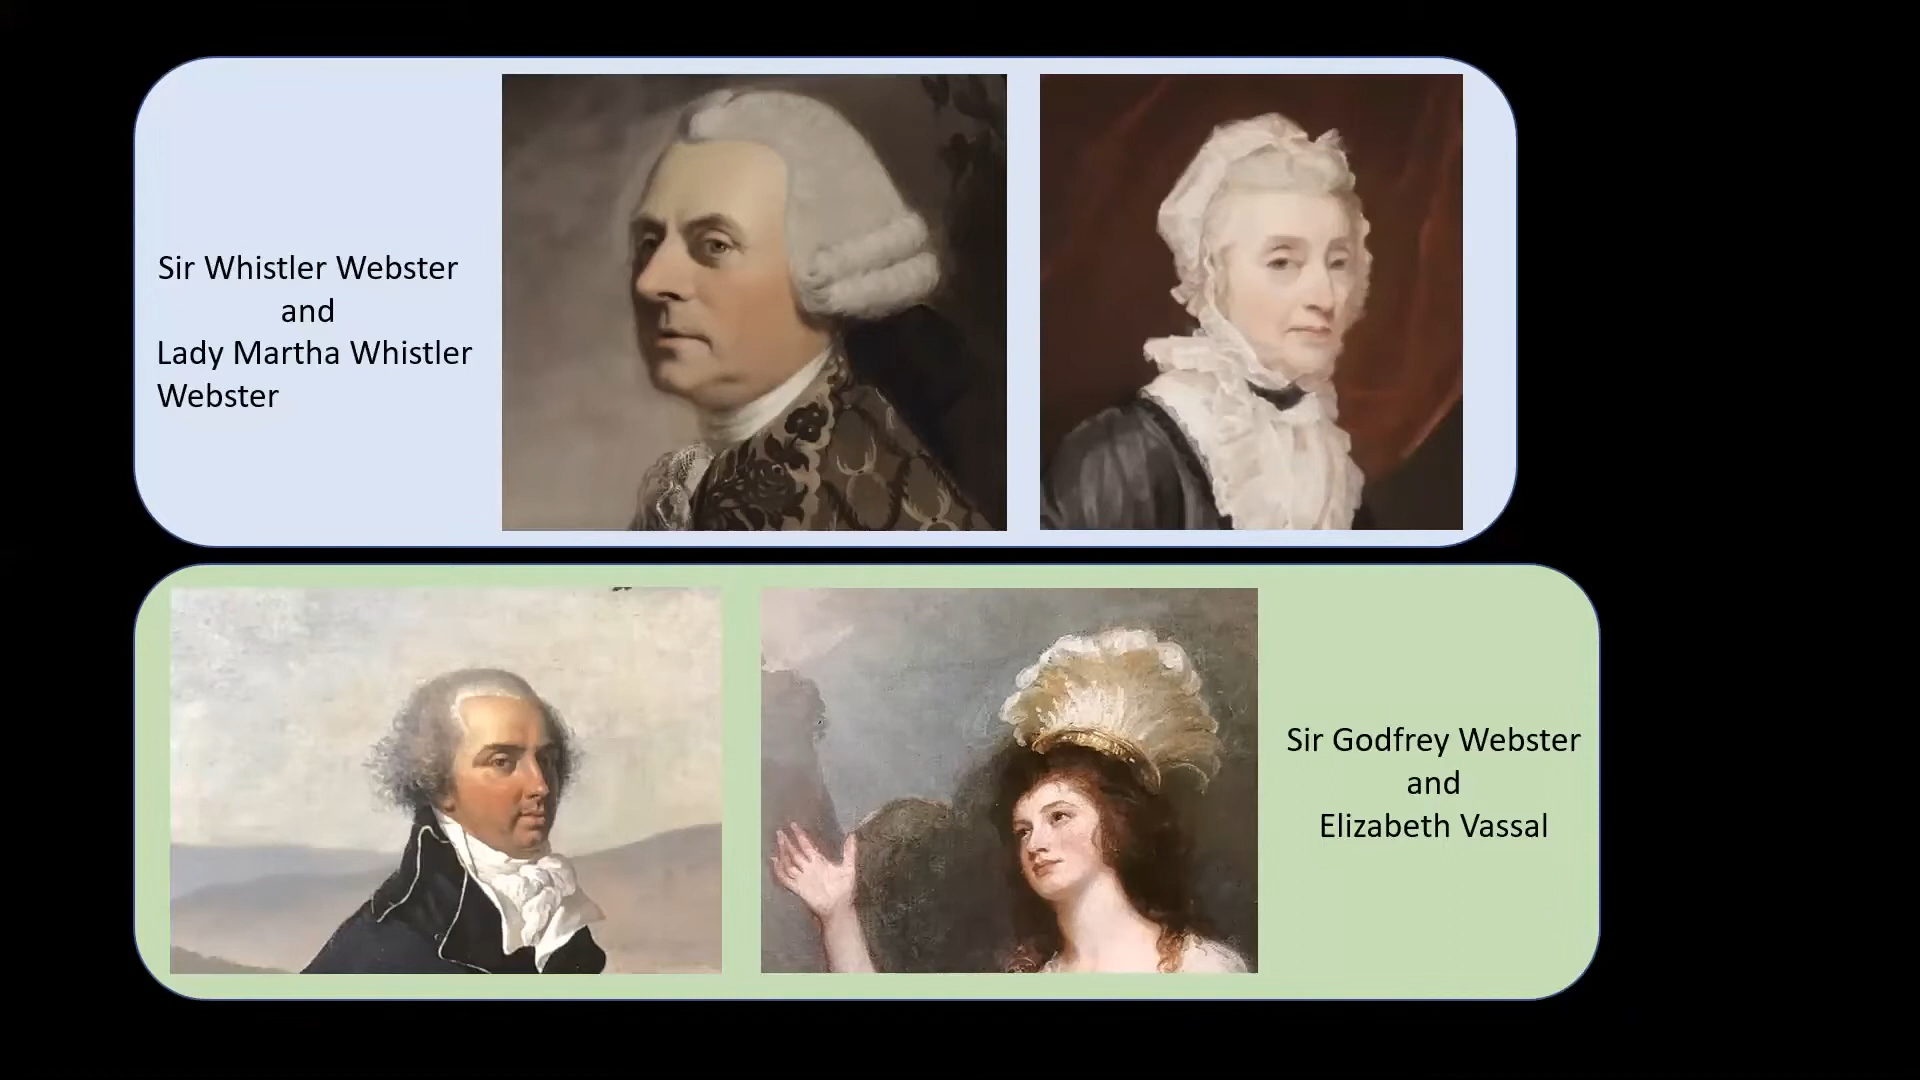 Sir Whistler Webster
and
Lady Martha Whistler
Webster
Sir Godfrey Webster
and
Elizabeth Vassal